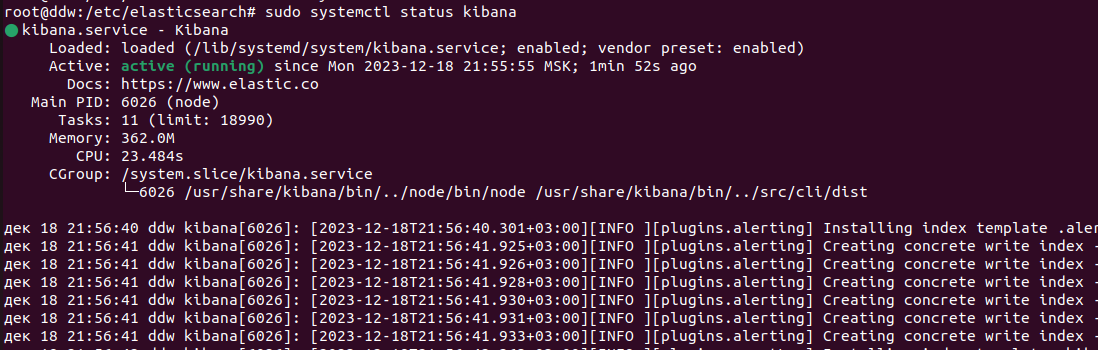 root@ddw:/etc/elasticsearch# sudo systemctl status kibana
● kibana.service - Kibana
Loaded: loaded (/lib/systemd/system/kibana.service; enabled; vendor preset: enabled)
Active: active (running) since Mon 2023-12-18 21:55:55 MSK; 1min 52s ago
Docs: https://www.elastic.co
Main PID: 6026 (node)
Tasks: 11 (limit: 18990)
Memory: 362.0M
CPU: 23.484s
CGroup: /system.slice/kibana.service
└─6026 /usr/share/kibana/bin/../node/bin/node /usr/share/kibana/bin/../src/cli/dist
дек 18 21:56:40 ddw kibana[6026]: [2023-12-18T21:56:40.301+03:00][INFO ][plugins.alerting] Installing index template .aler
дек 18 21:56:41 ddw kibana[6026]: [2023-12-18T21:56:41.925+03:00][INFO ][plugins.alerting] Creating concrete write index -
дек 18 21:56:41 ddw kibana[6026]: [2023-12-18T21:56:41.926+03:00][INFO ][plugins.alerting] Creating concrete write index -
дек 18 21:56:41 ddw kibana[6026]: [2023-12-18T21:56:41.928+03:00][INFO ][plugins.alerting] Creating concrete write index -
дек 18 21:56:41 ddw kibana[6026]: [2023-12-18T21:56:41.930+03:00][INFO ][plugins.alerting] Creating concrete write index -
дек 18 21:56:41 ddw kibana[6026]: [2023-12-18T21:56:41.931+03:00][INFO ][plugins.alerting] Creating concrete write index -
дек 18 21:56:41 ddw kibana[6026]: [2023-12-18T21:56:41.933+03:00][INFO ][plugins.alerting] Creating concrete write index -